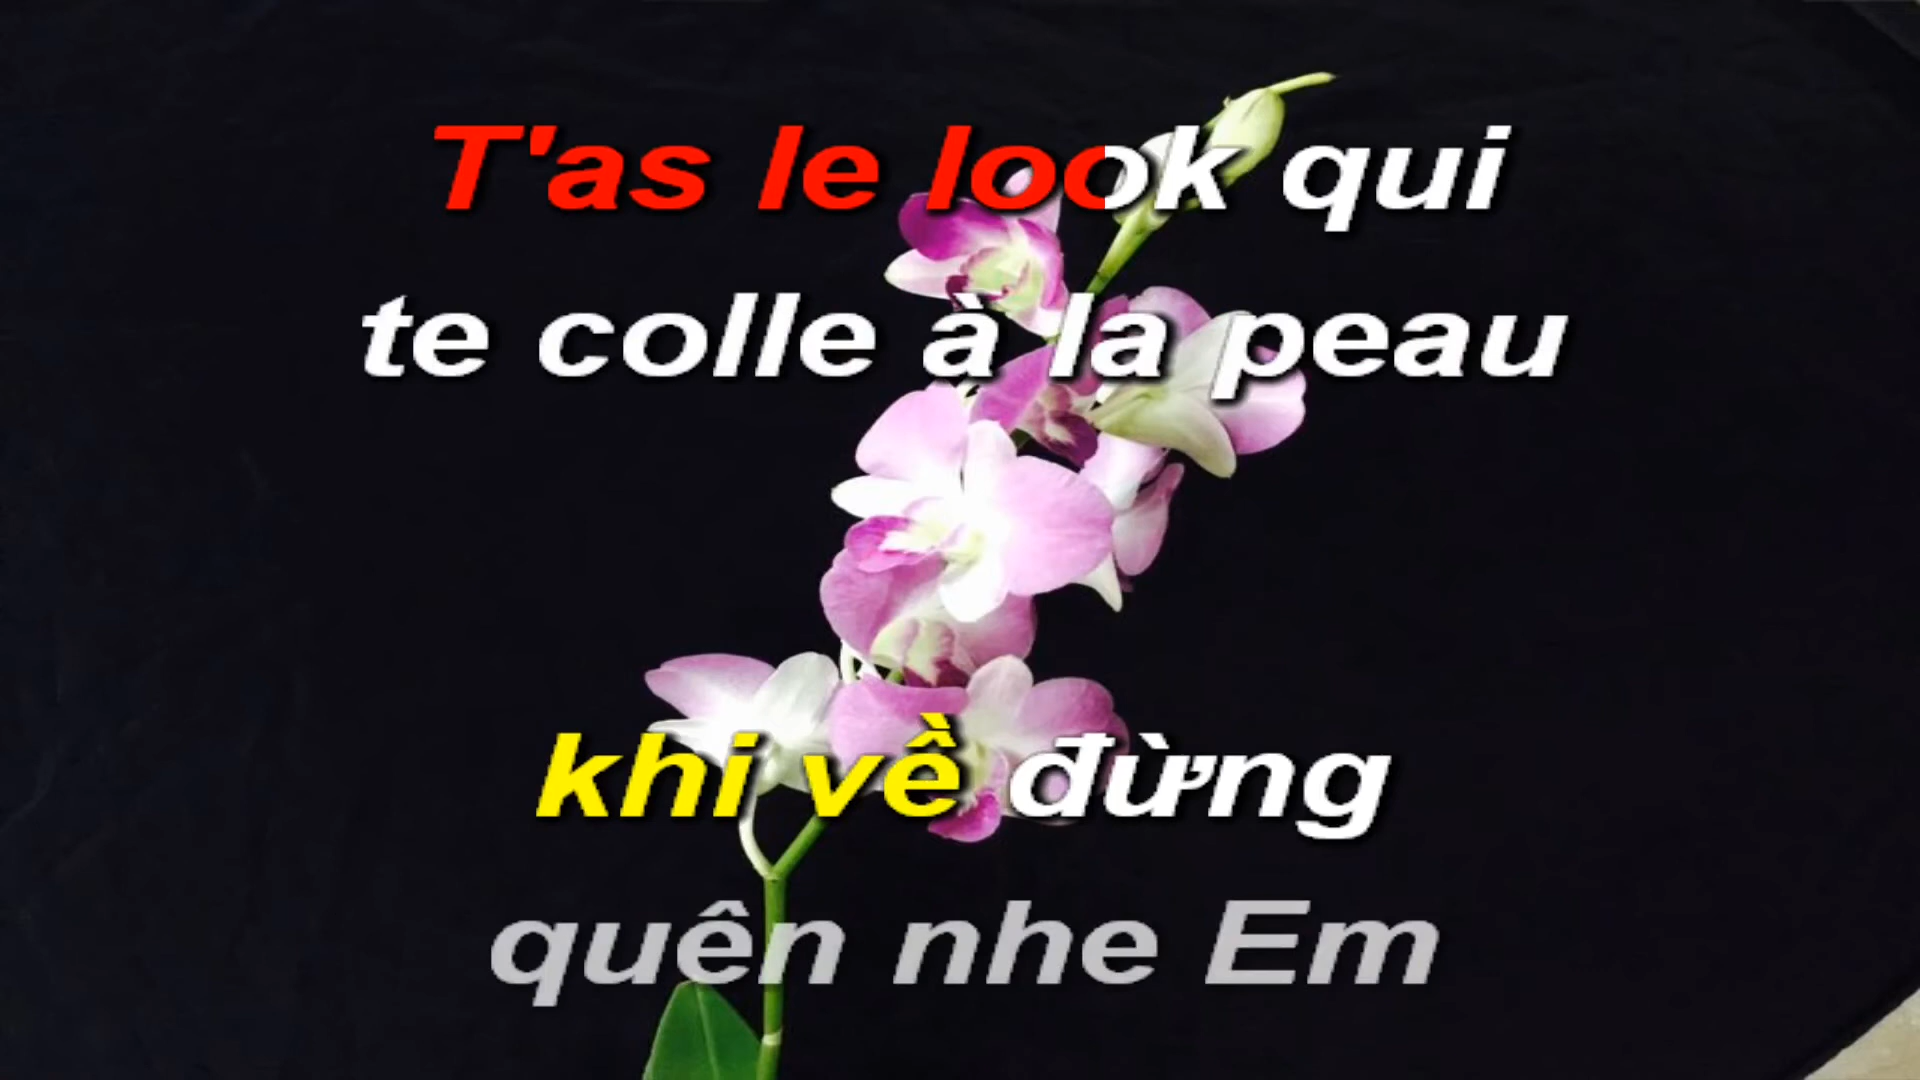 T'as le look qui
te colle à la peau
khi về đừng
quên nhe Em